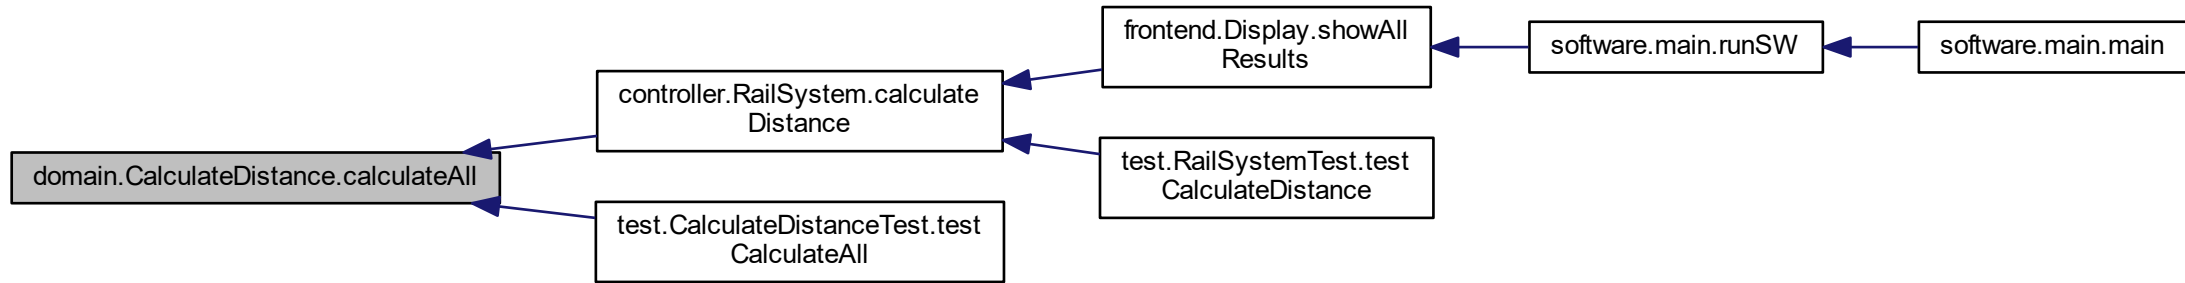 domain.CalculateDistance.calculateAll
controller.RailSystem.calculate
Distance
test.CalculateDistanceTest.test
CalculateAll
frontend.Display.showAll
Results
test.RailSystemTest.test
CalculateDistance
software.main.runSW
software.main.main